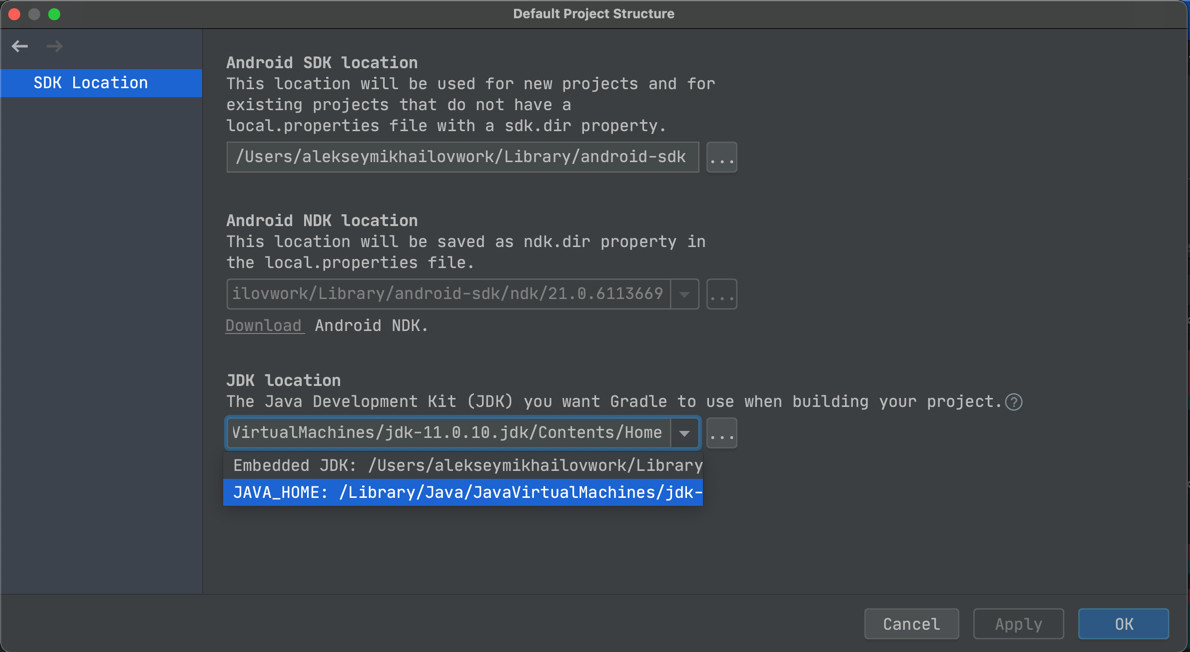 Default Project Structure
SDK Location
Android SDK location
This location will be used for new projects and for
existing projects that do not have a
local.properties file with a sdk.dir property.
/Users/alekseymikhailovwork/Library/android-sdk
...
Android NDK location
This location will be saved as ndk.dir property in
the local.properties file.
ilovwork/Library/android-sdk/ndk/21.0.6113669
...
Download Android NDK.
JDK location
The Java Development Kit (JDK) you want Gradle to use when building your project.
?
VirtualMachines/jdk-11.0.10.jdk/Contents/Home
...
Embedded JDK: /Users/alekseymikhailovwork/Library
JAVA_HOME: /Library/Java/JavaVirtualMachines/jdk-
Cancel
Apply
OK